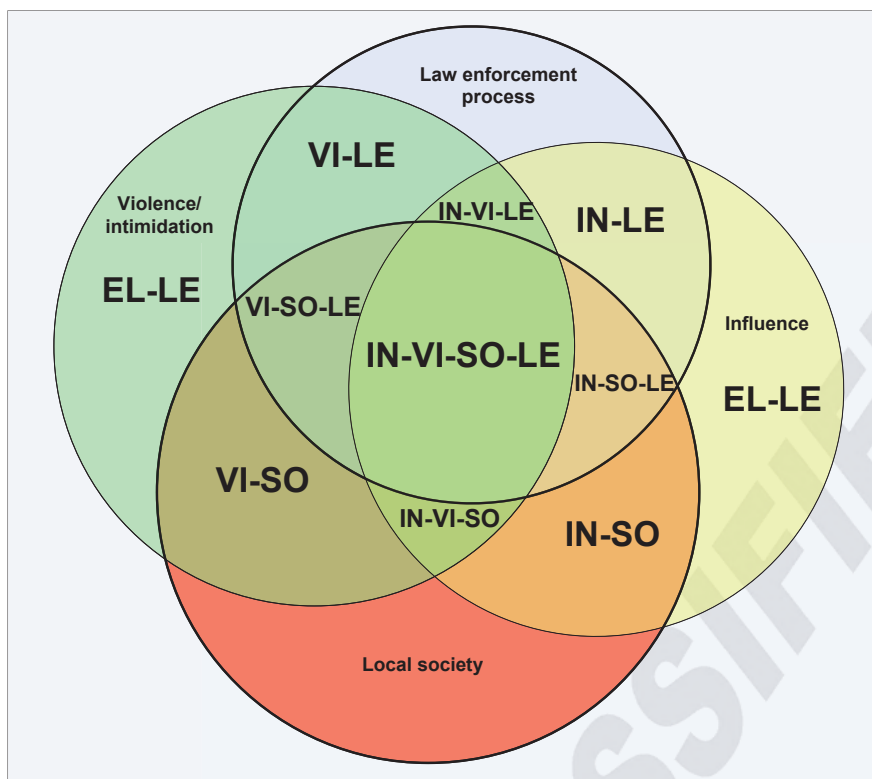 Law enforcement
process
VI-LE
Violence/
intimidation
IN-VI-LE
IN-LE
EL-LE
VI-SO-LE
Influence
IN-VI-SO-LE
IN-SO-LE
EL-LE
VI-SO
IN-VI-SO
IN-SO
Local society